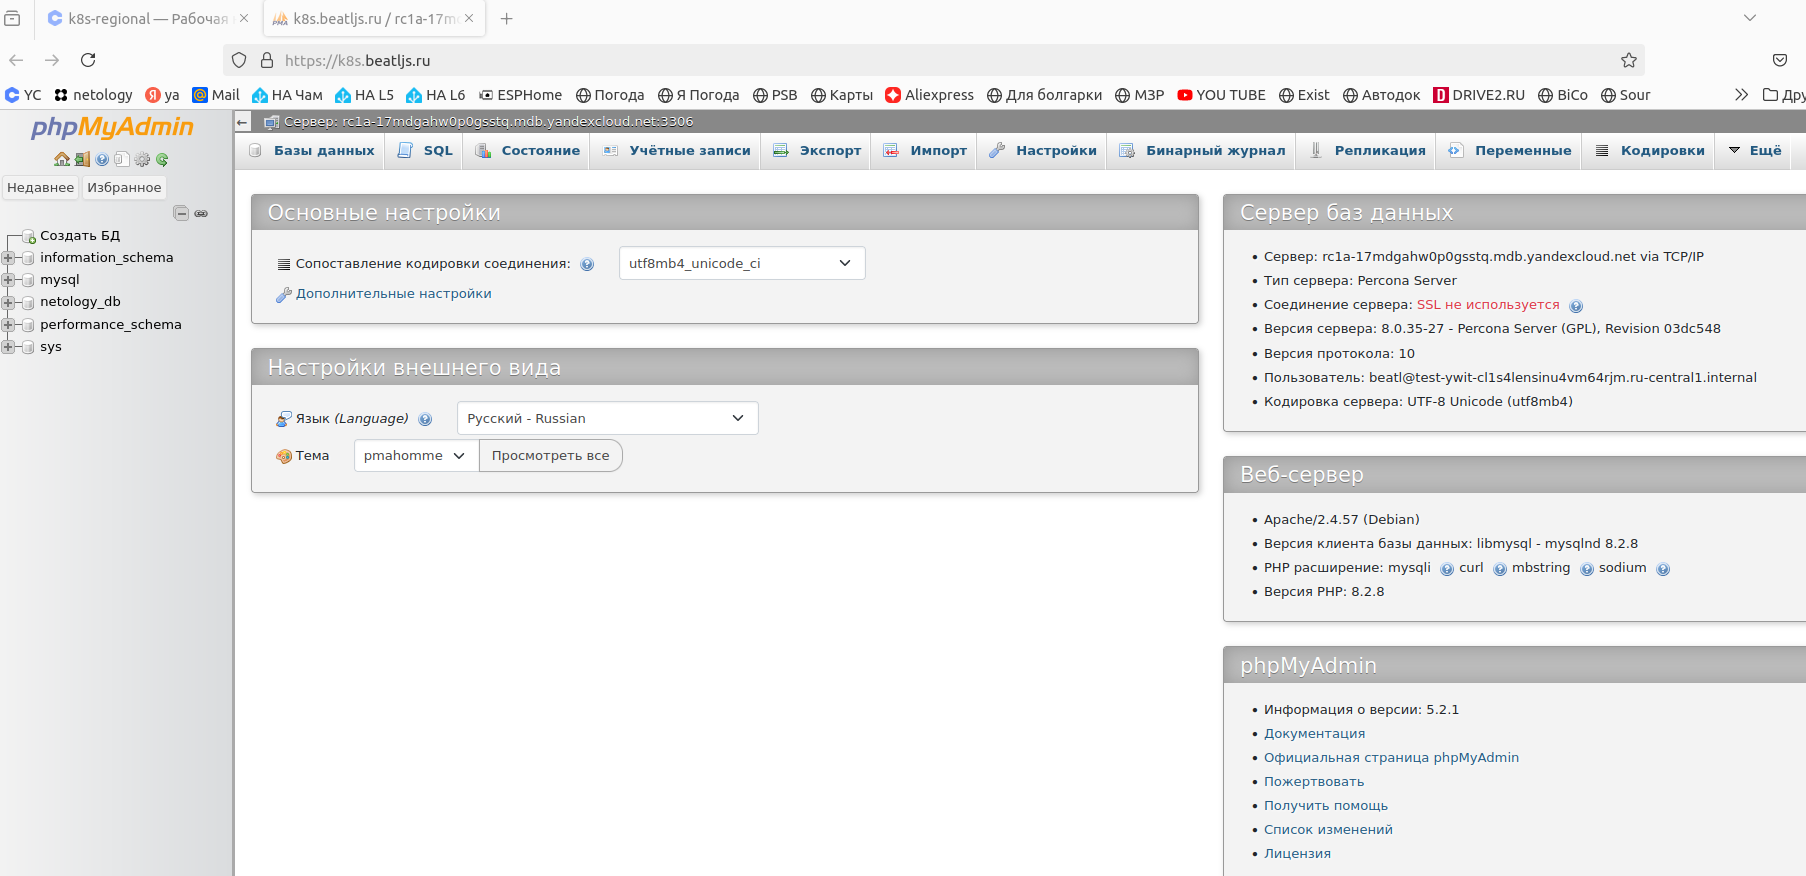 k8s-regional — Рабочая
k8s.beatljs.ru / rc1a-17m
https://k8s.beatljs.ru
YC netology ya Mail HA Чам HA L5 HA L6 ESPHome Погода Я Погода PSB Карты Aliexpress Для болгарки МЗР YOU TUBE Exist Автодок DRIVE2.RU BiCo Sour
phpMyAdmin
Недавнее Избранное
Создать БД
information_schema
mysql
netology_db
performance_schema
sys
Сервер: rc1a-17mdgahw0p0gsstq.mdb.yandexcloud.net:3306
Базы данных SQL Состояние Учётные записи Экспорт Импорт Настройки Бинарный журнал Репликация Переменные Кодировки Ещё
Основные настройки
Сопоставление кодировки соединения: utf8mb4_unicode_ci
Дополнительные настройки
Настройки внешнего вида
Язык (Language) Русский - Russian
Тема pmahomme Просмотреть все
Сервер баз данных
• Сервер: rc1a-17mdgahw0p0gsstq.mdb.yandexcloud.net via TCP/IP
• Тип сервера: Percona Server
• Соединение сервера: SSL не используется
• Версия сервера: 8.0.35-27 - Percona Server (GPL), Revision 03dc548
• Версия протокола: 10
• Пользователь: beatl@test-ywit-cl1s4lensinu4vm64rjm.ru-central1.internal
• Кодировка сервера: UTF-8 Unicode (utf8mb4)
Веб-сервер
• Apache/2.4.57 (Debian)
• Версия клиента базы данных: libmysql - mysqlnd 8.2.8
• PHP расширение: mysqli curl mbstring sodium
• Версия PHP: 8.2.8
phpMyAdmin
• Информация о версии: 5.2.1
• Документация
• Официальная страница phpMyAdmin
• Пожертвовать
• Получить помощь
• Список изменений
• Лицензия